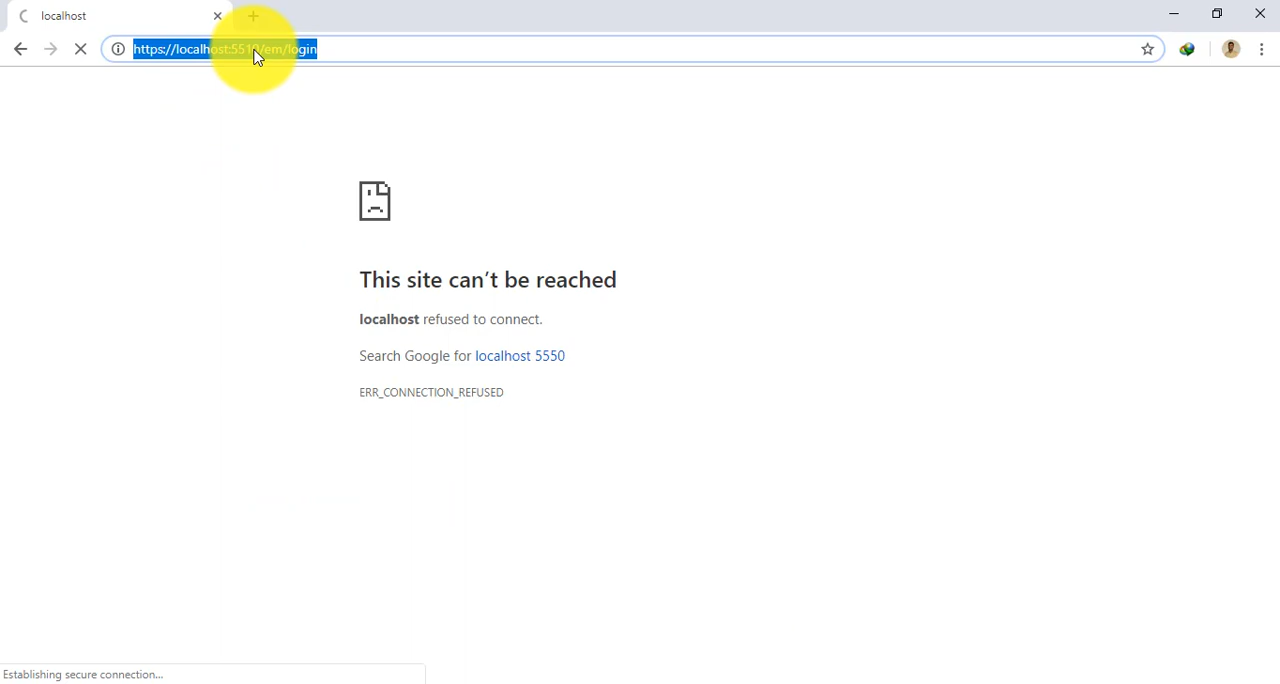 localhost
https://localhost:5510/em/login
This site can't be reached
localhost refused to connect.
Search Google for localhost 5550
ERR_CONNECTION_REFUSED
Establishing secure connection...